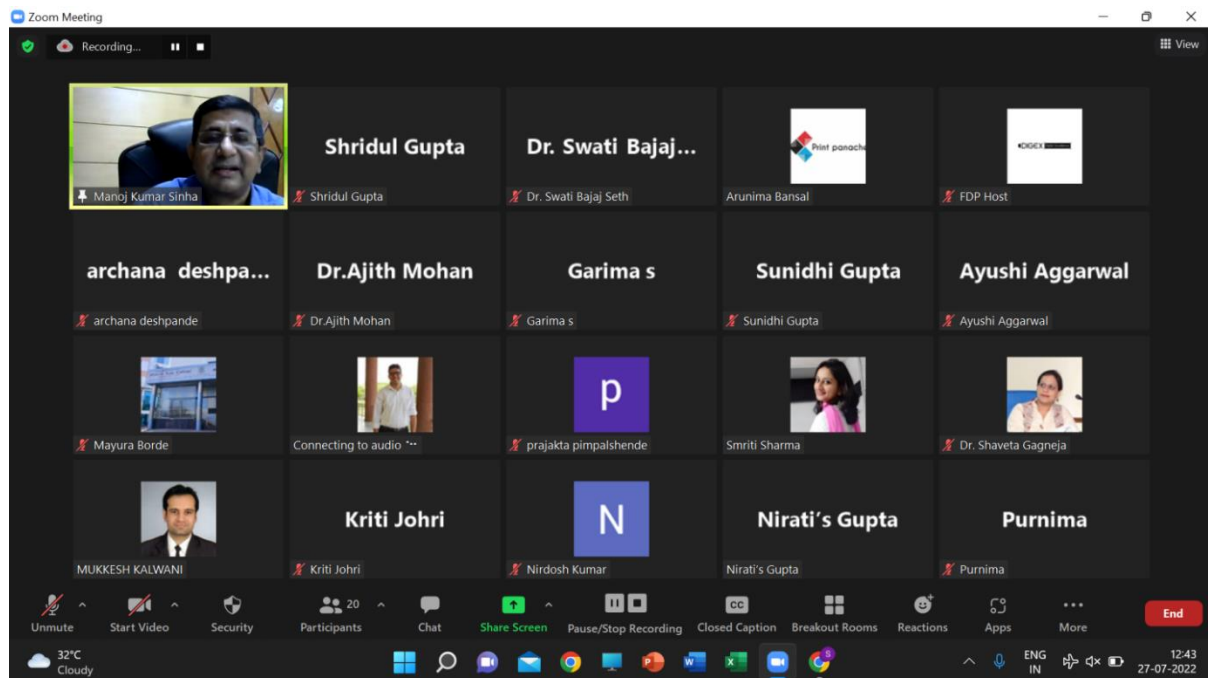 Zoom Meeting
Recording...
View
Manoj Kumar Sinha
Shridul Gupta
Shridul Gupta
Dr. Swati Bajaj...
Dr. Swati Bajaj Seth
Print panache
Arunima Bansal
DIGEX
FDP Host
archana deshpa...
archana deshpande
Dr.Ajith Mohan
Dr.Ajith Mohan
Garima s
Garima s
Sunidhi Gupta
Sunidhi Gupta
Ayushi Aggarwal
Ayushi Aggarwal
Mayura Borde
Connecting to audio
p
prajakta pimpalshende
Smriti Sharma
Dr. Shaveta Gagneja
MUKKESH KALWANI
Kriti Johri
Kriti Johri
N
Nirdosh Kumar
Nirati's Gupta
Nirati's Gupta
Purnima
Purnima
Unmute
Start Video
Security
20
Participants
Chat
Share Screen
Pause/Stop Recording
CC
Closed Caption
Breakout Rooms
Reactions
Apps
More
End
32°C
Cloudy
ENG
IN
12:43
27-07-2022